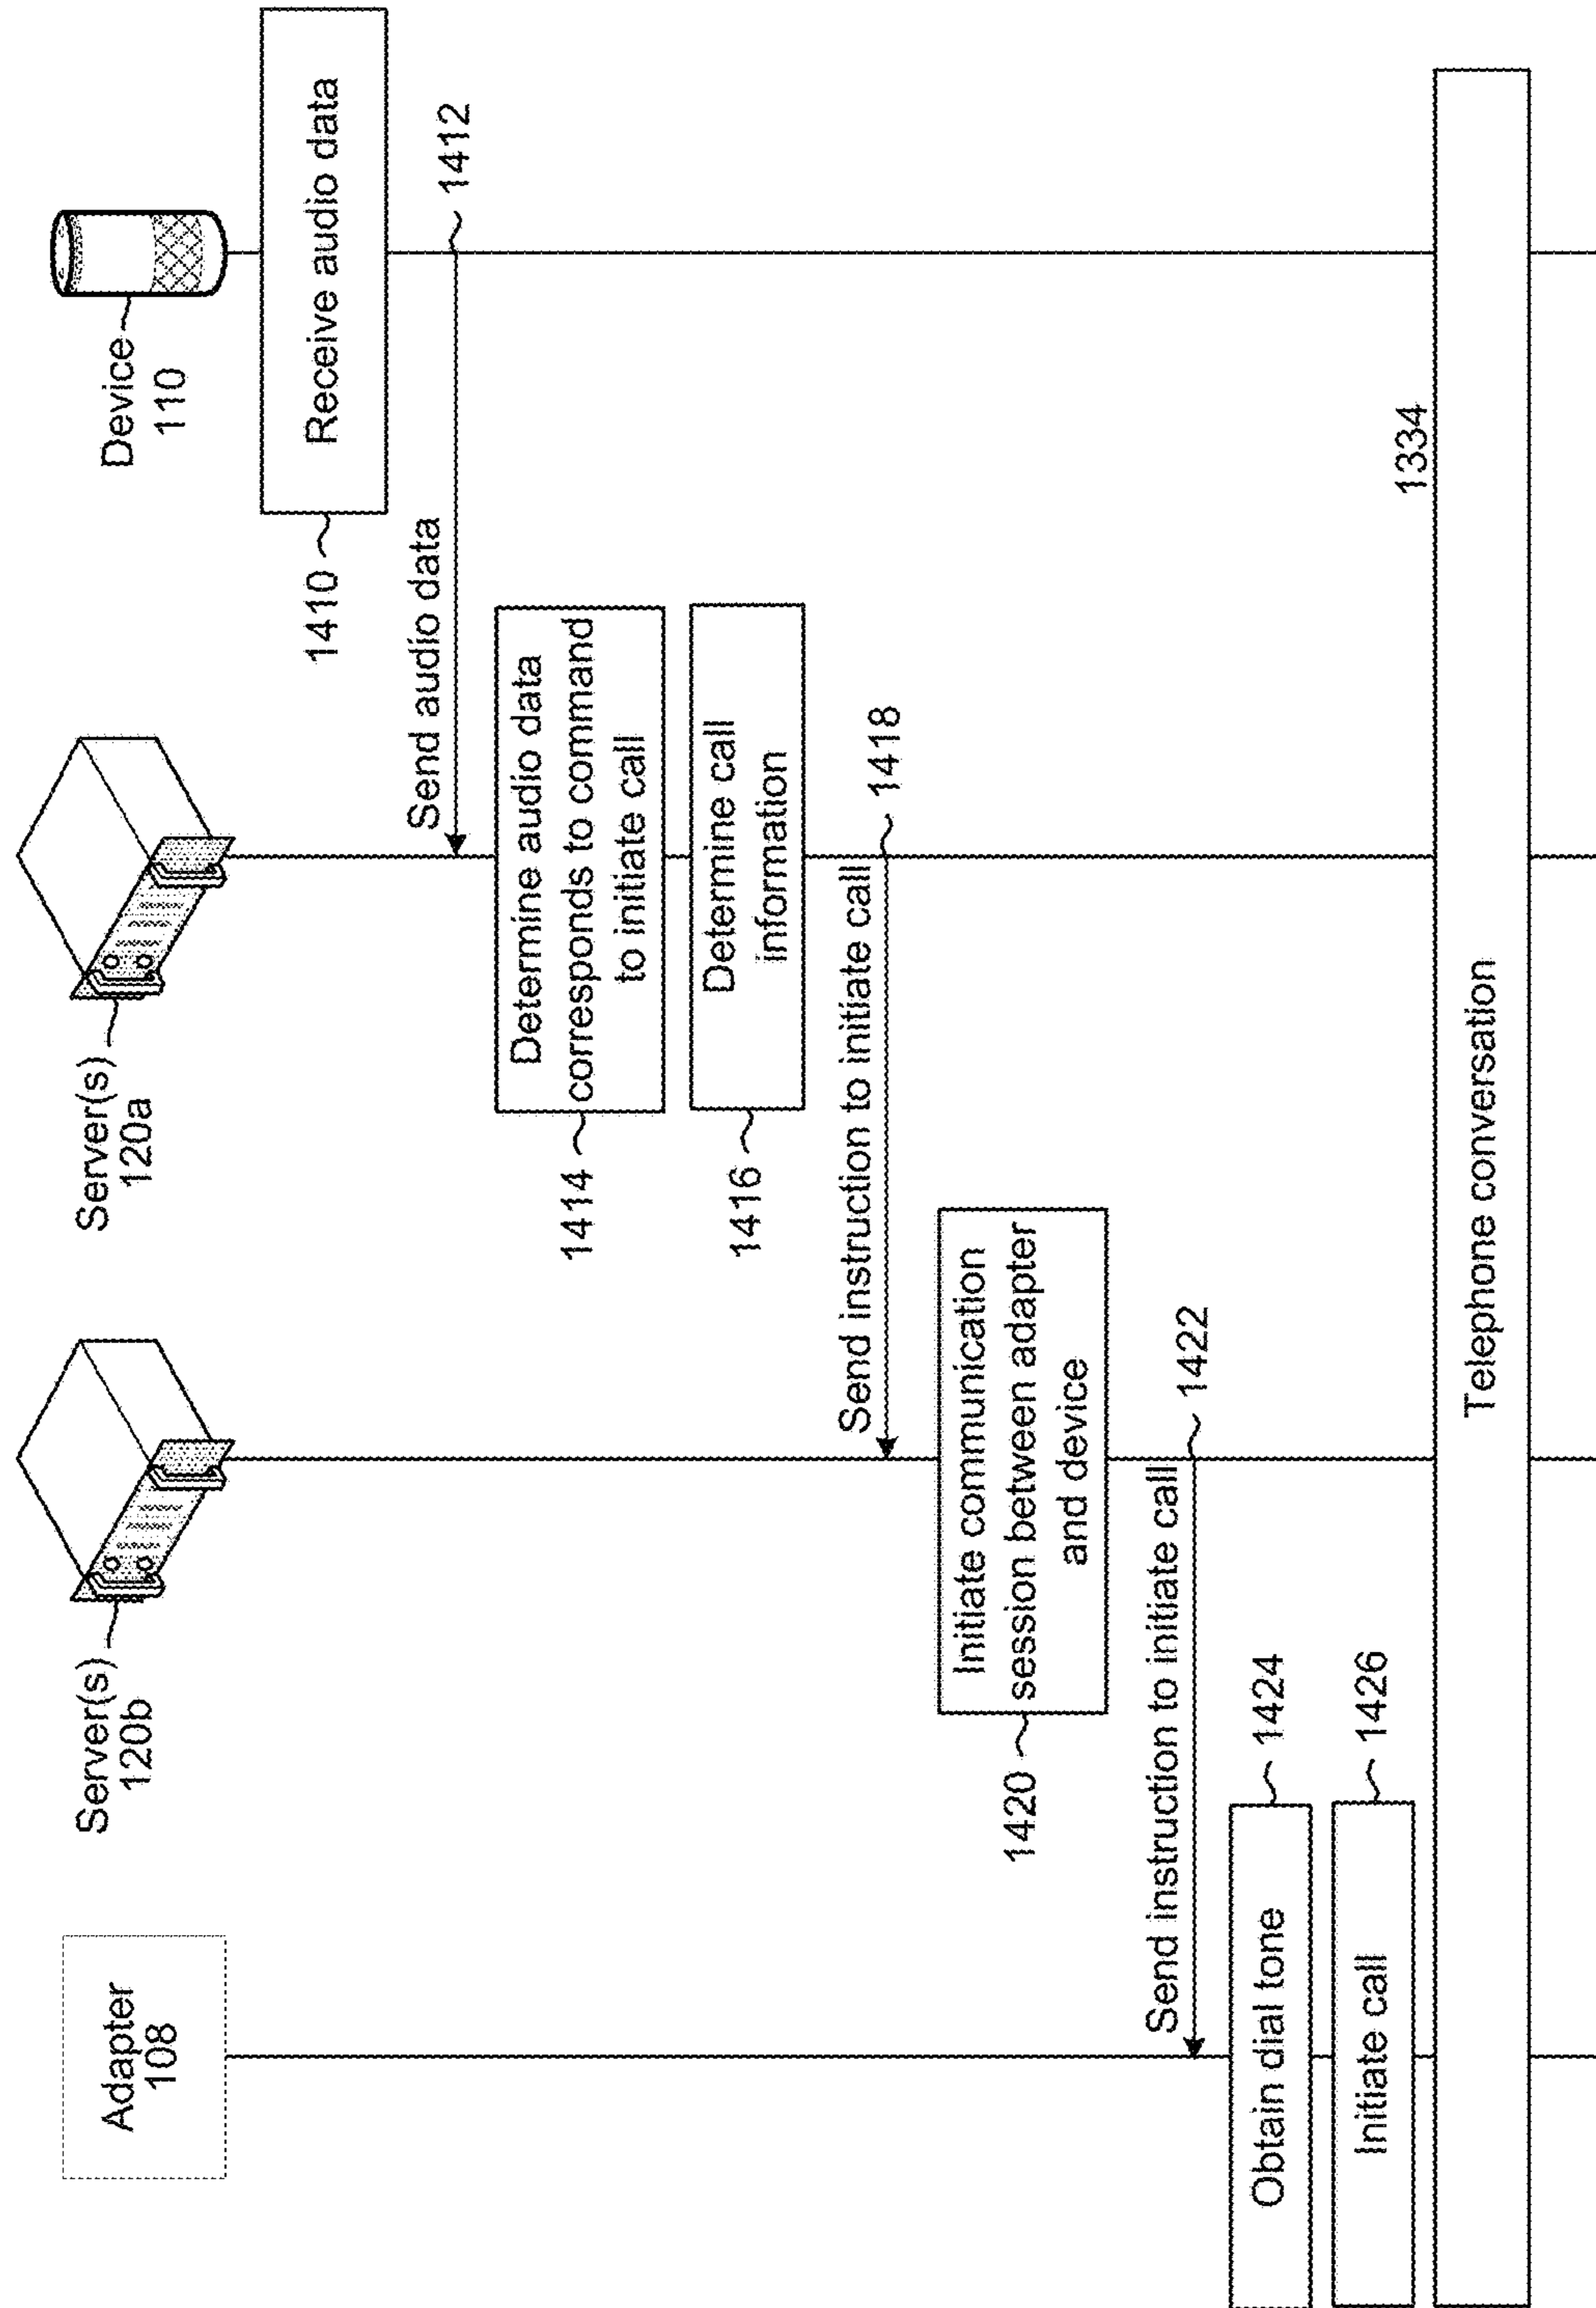 Adapter
108
Server(s)
120b
Server(s)
120a
Device
110
1410
Receive audio data
Send audio data
1412
1414
Determine audio data
corresponds to command
to initiate call
1416
Determine call
information
Send instruction to initiate call
1418
1420
Initiate communication
session between adapter
and device
Send instruction to initiate call
1422
Obtain dial tone
1424
Initiate call
1426
1334
Telephone conversation